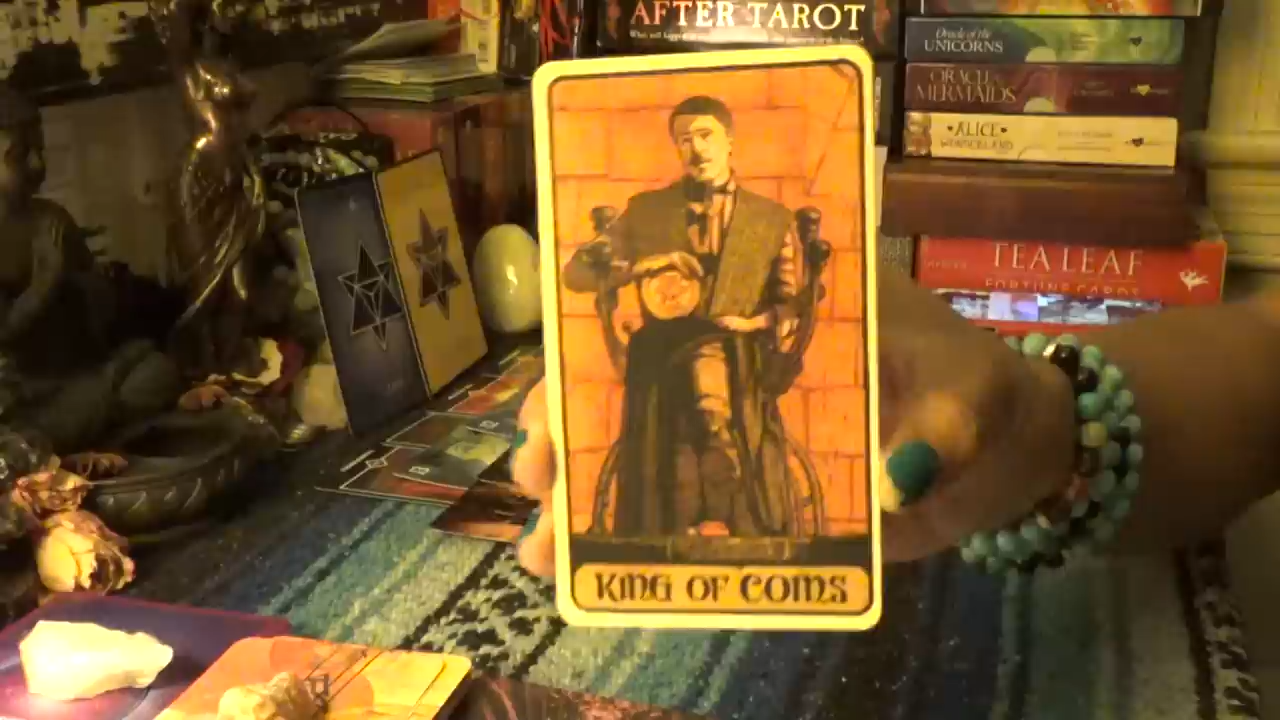 AFTER TAROT
Oracle of the
UNICORNS
ORACLE
MERMAIDS
ALICE
WONDERLAND
TEA LEAF
FORTUNE CARDS
KING OF COINS